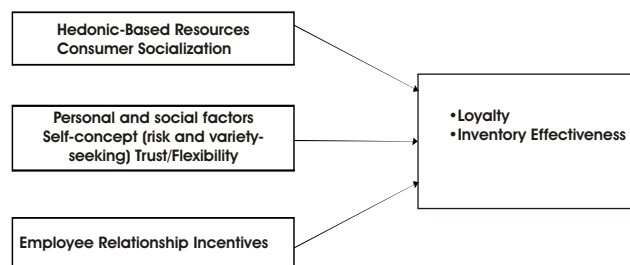 Hedonic-Based Resources
Consumer Socialization
Personal and social factors
Self-concept (risk and variety-
seeking) Trust/Flexibility
Employee Relationship Incentives
•Loyalty
•Inventory Effectiveness